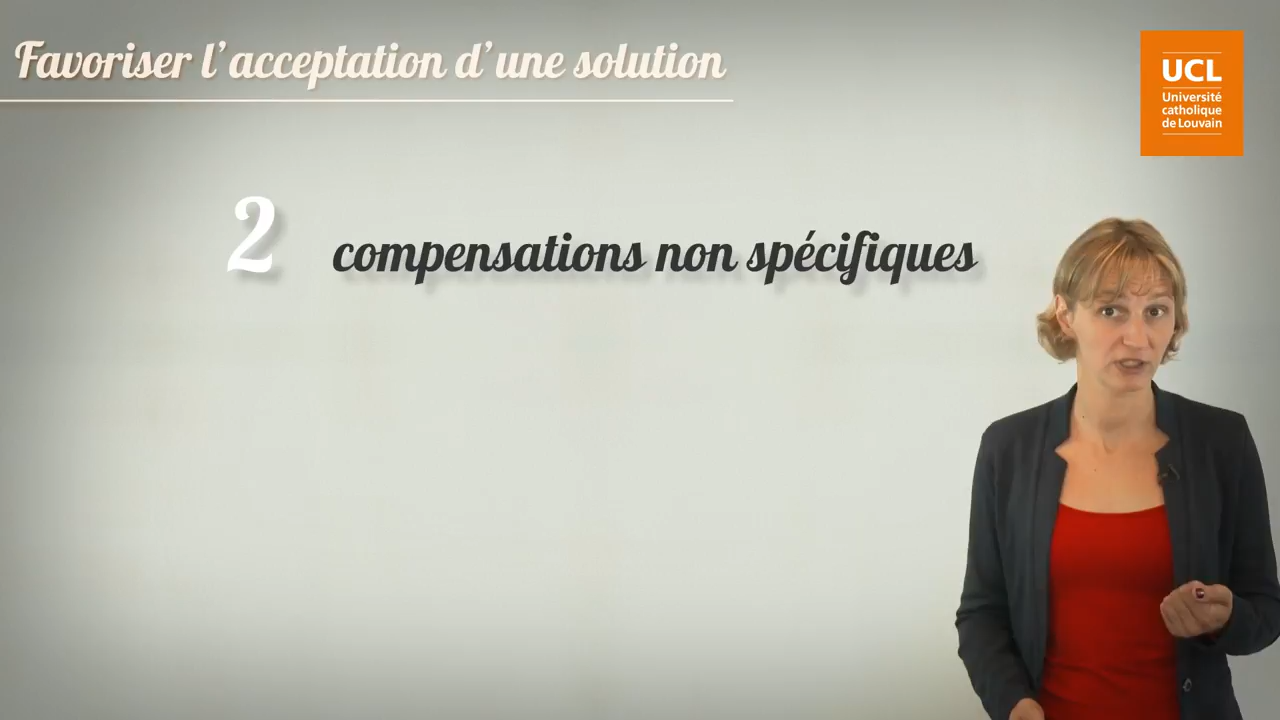 Favoriser l'acceptation d'une solution
UCL
Université
catholique
de Louvain
2 compensations non spécifiques